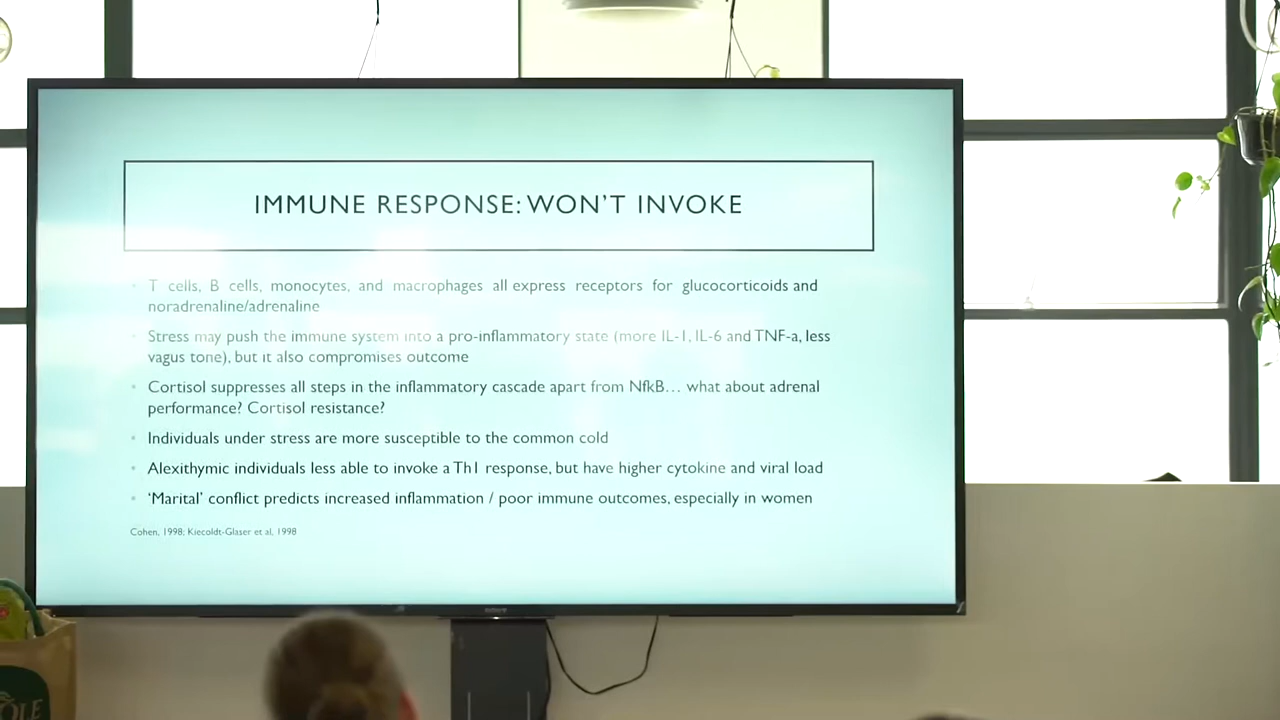 IMMUNE RESPONSE: WON'T INVOKE
T cells, B cells, monocytes, and macrophages all express receptors for glucocorticoids and
noradrenaline/adrenaline
Stress may push the immune system into a pro-inflammatory state (more IL-1, IL-6 and TNF-a, less
vagus tone), but it also compromises outcome
Cortisol suppresses all steps in the inflammatory cascade apart from NfkB... what about adrenal
performance? Cortisol resistance?
Individuals under stress are more susceptible to the common cold
Alexithymic individuals less able to invoke a Th1 response, but have higher cytokine and viral load
'Marital' conflict predicts increased inflammation / poor immune outcomes, especially in women
Cohen, 1998; Kiecoldt-Glaser et al, 1998
SONY